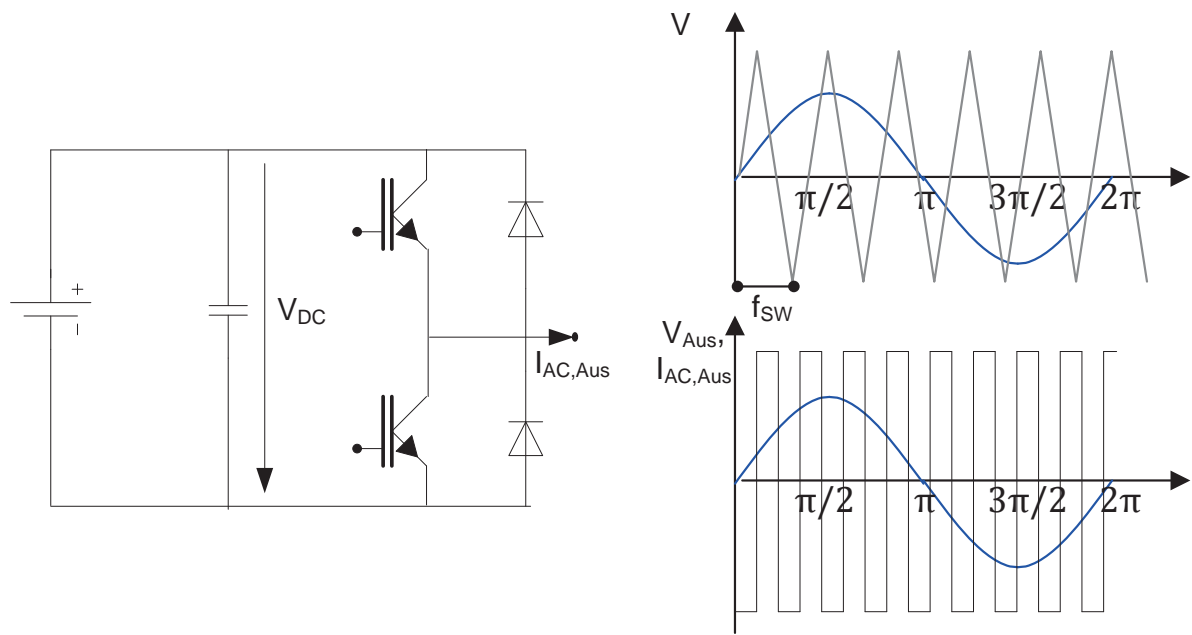 +
−
V_DC
I_AC,Aus
V
π/2 π 3π/2 2π
f_SW
V_Aus,
I_AC,Aus
π/2 π 3π/2 2π